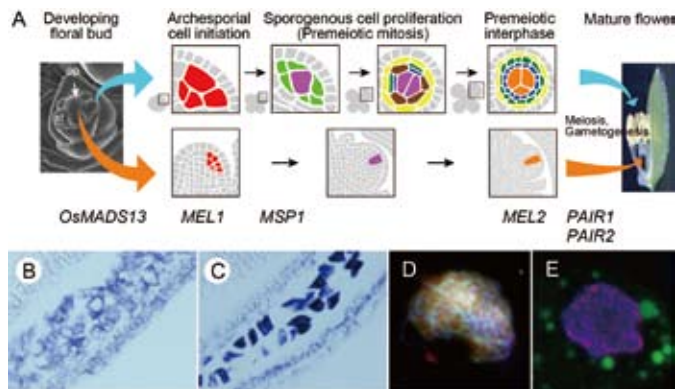 A
Developing
floral bud
Archesporial
cell initiation
Sporogenous cell proliferation
(Premeiotic mitosis)
Premeiotic
interphase
Mature flower
Meiosis,
Gametogenesis
OsMADS13 MEL1 MSP1 MEL2 PAIR1
PAIR2
B C D E